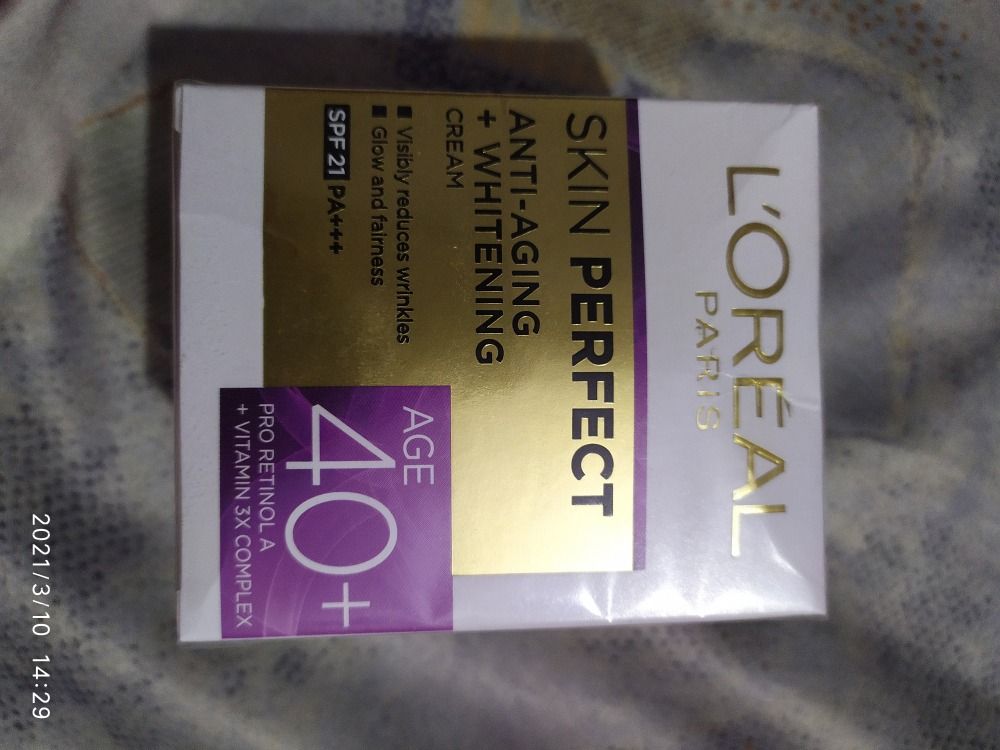 L'ORÉAL
PARIS
SKIN PERFECT
ANTI-AGING
+ WHITENING
CREAM
■ Visibly reduces wrinkles
■ Glow and fairness
SPF 21 PA+++
AGE
40+
PRO RETINOL A
+ VITAMIN 3X COMPLEX
2021/3/10 14:29